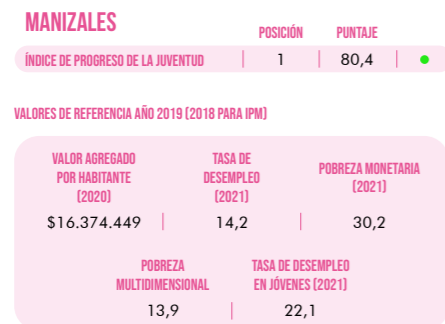 MANIZALES
POSICIÓN PUNTAJE
ÍNDICE DE PROGRESO DE LA JUVENTUD | 1 | 80,4 |
VALORES DE REFERENCIA AÑO 2019 (2018 PARA IPM)
VALOR AGREGADO
POR HABITANTE
(2020)
$16.374.449
TASA DE
DESEMPLEO
(2021)
14,2
POBREZA MONETARIA
(2021)
30,2
POBREZA
MULTIDIMENSIONAL
13,9
TASA DE DESEMPLEO
EN JÓVENES (2021)
22,1